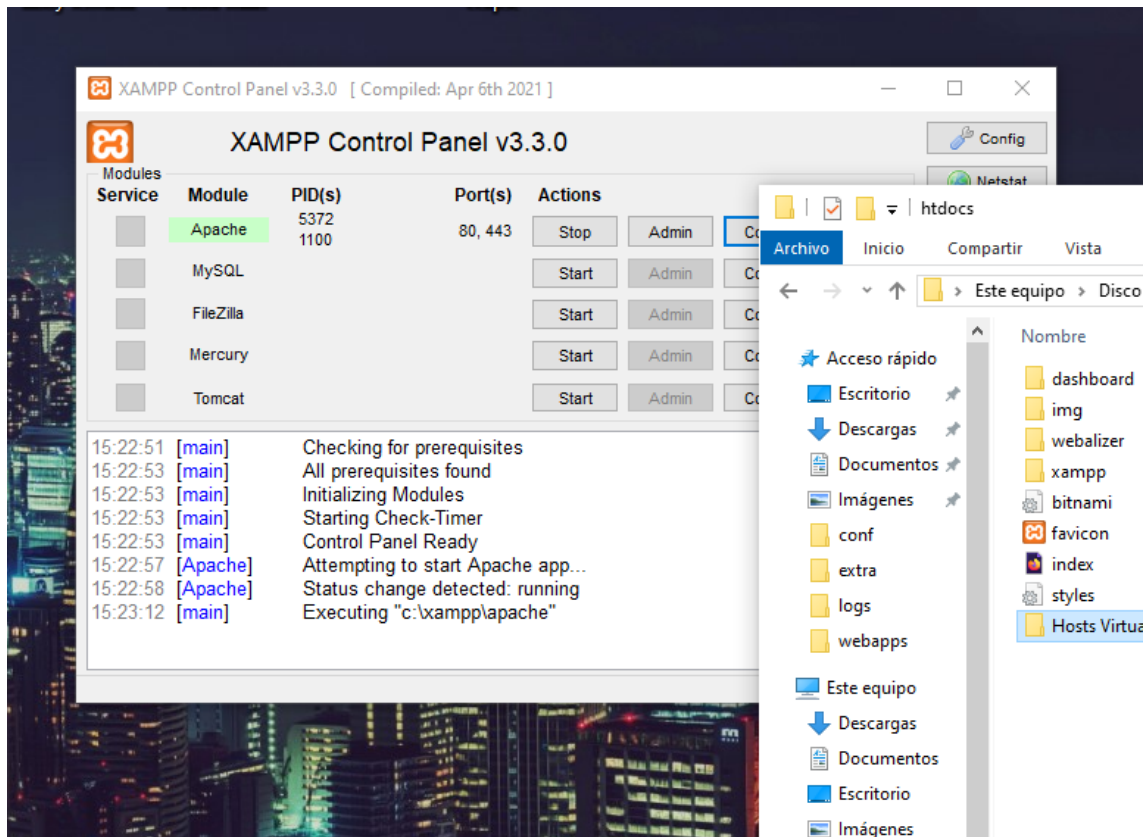 XAMPP Control Panel v3.3.0 [ Compiled: Apr 6th 2021 ]
XAMPP Control Panel v3.3.0
Config
Netstat
Modules
Service Module PID(s) Port(s) Actions
Apache 5372 1100 80, 443 Stop Admin
MySQL Start Admin
FileZilla Start Admin
Mercury Start Admin
Tomcat Start Admin
15:22:51 [main] Checking for prerequisites
15:22:53 [main] All prerequisites found
15:22:53 [main] Initializing Modules
15:22:53 [main] Starting Check-Timer
15:22:53 [main] Control Panel Ready
15:22:57 [Apache] Attempting to start Apache app...
15:22:58 [Apache] Status change detected: running
15:23:12 [main] Executing "c:\xampp\apache"
htdocs
Archivo Inicio Compartir Vista
Este equipo > Disco
Acceso rápido
Escritorio
Descargas
Documentos
Imágenes
conf
extra
logs
webapps
Este equipo
Descargas
Documentos
Escritorio
Imágenes
Nombre
dashboard
img
webalizer
xampp
bitnami
favicon
index
styles
Hosts